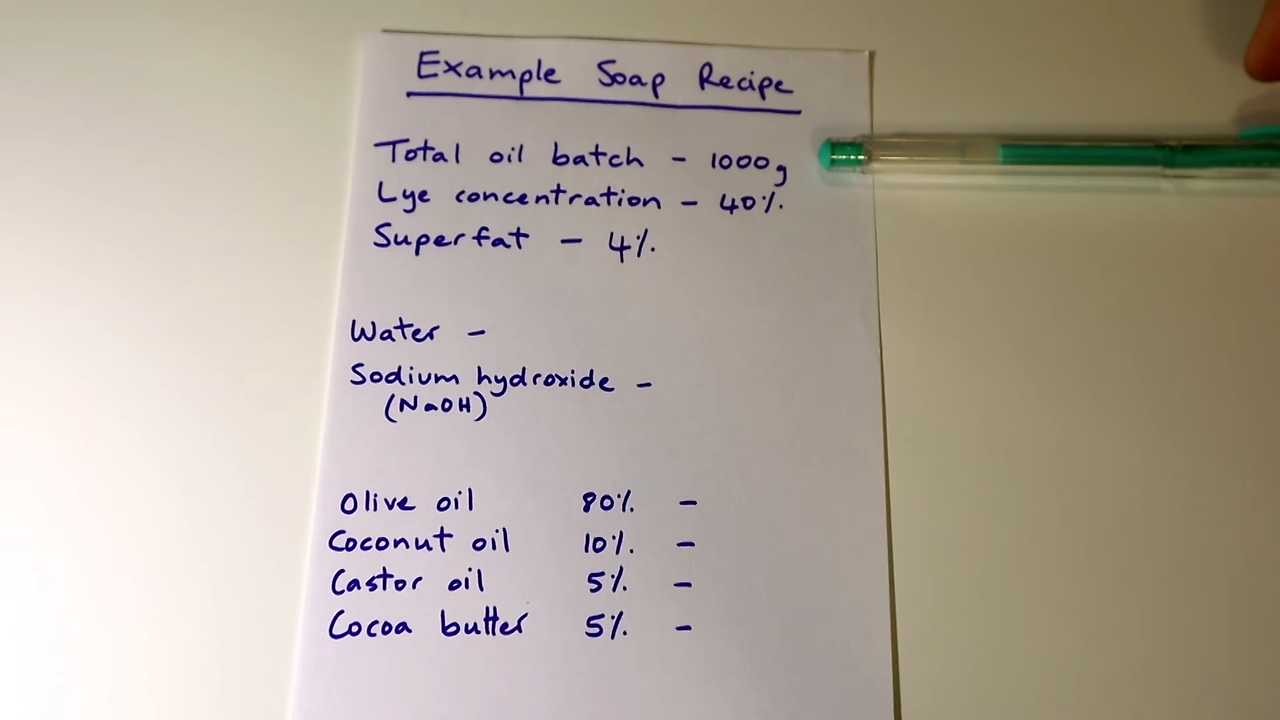 Example Soap Recipe
Total oil batch - 1000g
Lye concentration - 40%.
Superfat - 4%.
Water -
Sodium hydroxide -
(NaOH)
Olive oil 80%. -
Coconut oil 10%. -
Castor oil 5%. -
Cocoa butter 5%. -